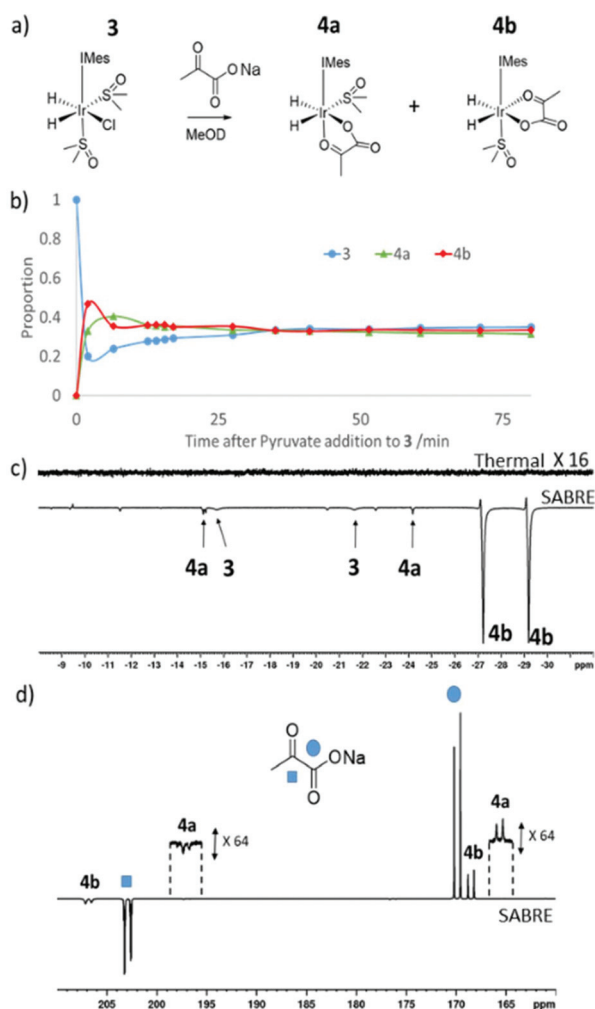 a)
3
4a
4b
IMes
IMes
IMes
O
O
ONa
O
O
S
S
O
H
Ir
H
Ir
H
Ir
H
Cl
H
O
H
O
O
O
O
S
MeOD
+
S
O
O
b)
1
0.8
0.6
0.4
0.2
0
Proportion
3
4a
4b
0
25
50
75
Time after Pyruvate addition to 3 /min
c)
Thermal X 16
SABRE
4a
3
3
4a
4b
4b
-9 -10 -11 -12 -13 -14 -15 -16 -17 -18 -19 -20 -21 -22 -23 -24 -25 -26 -27 -28 -29 -30 ppm
d)
O
ONa
O
4a
X 64
4a
X 64
4b
4b
SABRE
205 200 195 190 185 180 175 170 165 ppm